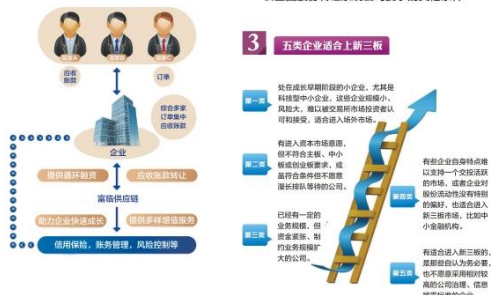 应收
账款
订单
综合多家
订单集中
应收账款
企业
提供循环融资
应收账款转让
富临供应链
助力企业快速成长
提供多样增值服务
信用保险，账务管理，风险控制等
3
五类企业适合上新三板
第一类
处在成长早期阶段的小企业，尤其是
科技型中小企业，这些企业规模小、
风险大，难以被交易所市场投资者认
可和接受，适合进入场外市场。
第二类
有进入资本市场意愿，
但不符合主板、中小
板或创业板要求，或
虽符合条件但不愿意
漫长排队等待的公司。
第三类
已经有一定的
业务规模，但
资金紧张、制
约业务规模扩
大的公司。
第四类
有些企业自身特点难
以支持一个交投活跃
的市场，或者企业对
股份流动性没有特别
的偏好，也适合进入
新三板市场，比如中
小金融机构。
第五类
有适合进入新三板的，
是那些自认为务必要，
也不愿意采用相对较
高的公司治理、信息